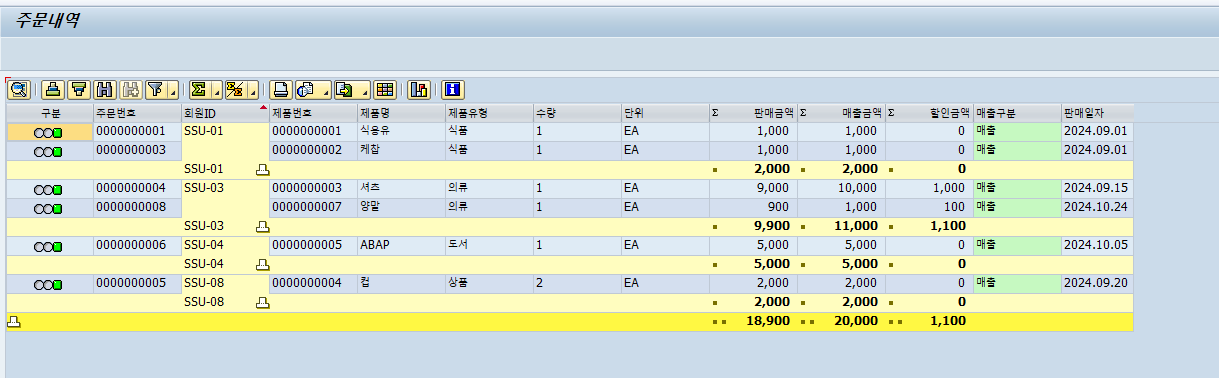 주문내역
구분 주문번호 회원ID 제품번호 제품명 제품유형 수량 단위 Σ 판매금액 Σ 매출금액 Σ 할인금액 매출구분 판매일자
0000000001 SSU-01 0000000001 식용유 식품 1 EA 1,000 1,000 0 매출 2024.09.01
0000000003 0000000002 케찹 식품 1 EA 1,000 1,000 0 매출 2024.09.01
SSU-01 2,000 2,000 0
0000000004 SSU-03 0000000003 셔츠 의류 1 EA 9,000 10,000 1,000 매출 2024.09.15
0000000008 0000000007 양말 의류 1 EA 900 1,000 100 매출 2024.10.24
SSU-03 9,900 11,000 1,100
0000000006 SSU-04 0000000005 ABAP 도서 1 EA 5,000 5,000 0 매출 2024.10.05
SSU-04 5,000 5,000 0
0000000005 SSU-08 0000000004 컵 상품 2 EA 2,000 2,000 0 매출 2024.09.20
SSU-08 2,000 2,000 0
18,900 20,000 1,100